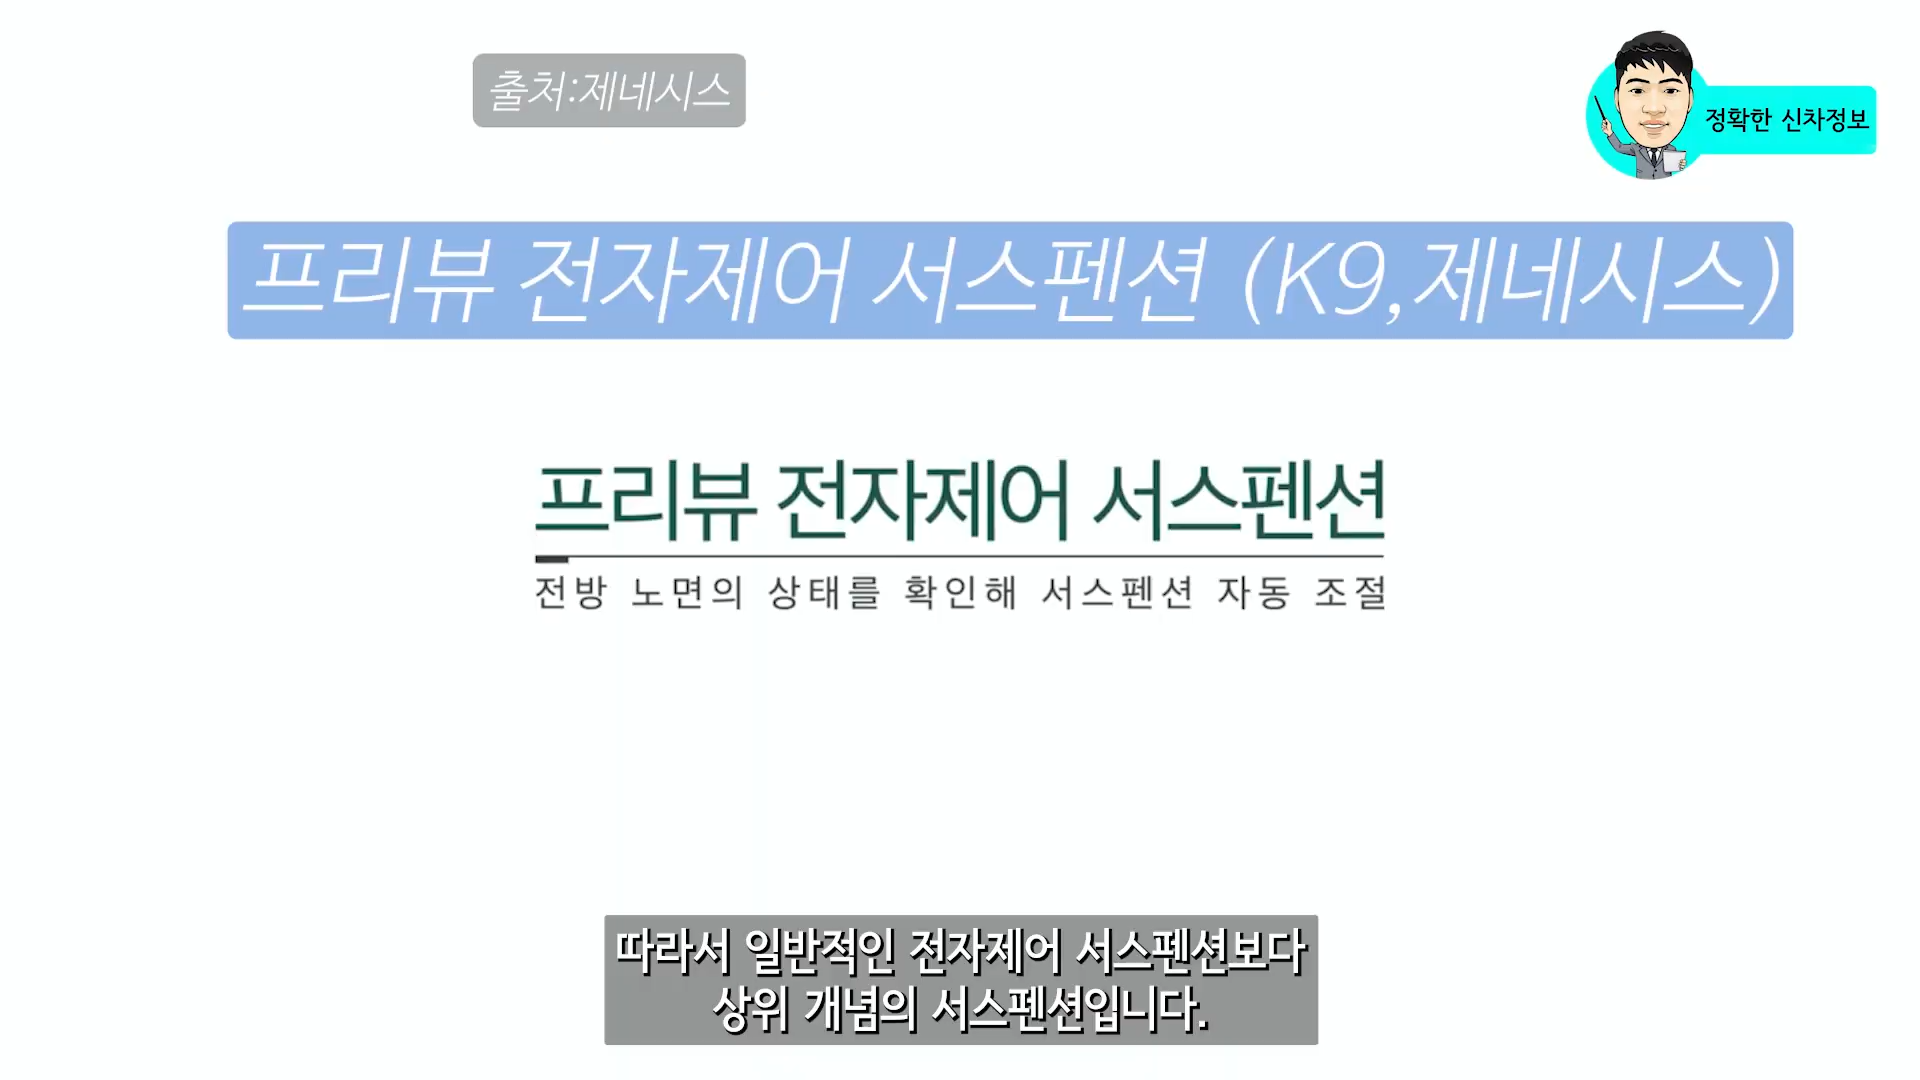 출처:제네시스
정확한 신차정보
프리뷰 전자제어 서스펜션 (K9,제네시스)
프리뷰 전자제어 서스펜션
전방 노면의 상태를 확인해 서스펜션 자동 조절
따라서 일반적인 전자제어 서스펜션보다
상위 개념의 서스펜션입니다.